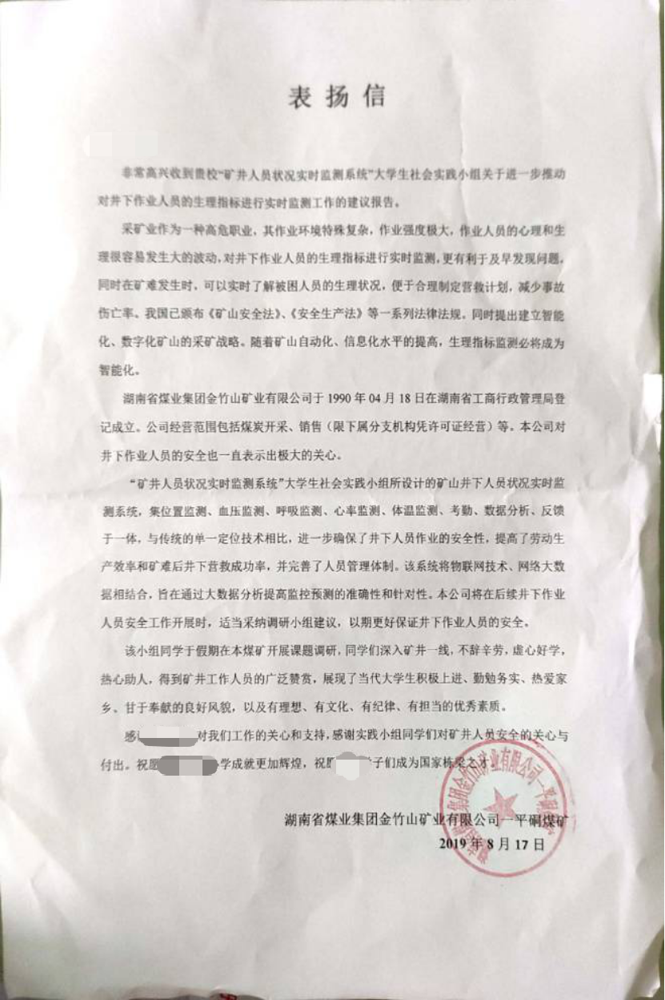 表扬信
非常高兴收到贵校“矿井人员状况实时监测系统”大学生社会实践小组关于进一步推动
对井下作业人员的生理指标进行实时监测工作的建议报告。
采矿业作为一种高危职业，其作业环境特殊复杂，作业强度极大，作业人员的心理和生
理很容易发生大的波动，对井下作业人员的生理指标进行实时监测，更有利于及早发现问题，
同时在矿难发生时，可以实时了解被困人员的生理状况，便于合理制定营救计划，减少事故
伤亡率。我国已颁布《矿山安全法》、《安全生产法》等一系列法律法规。同时提出建立智能
化、数字化矿山的采矿战略。随着矿山自动化、信息化水平的提高，生理指标监测必将成为
智能化。
湖南省煤业集团金竹山矿业有限公司于1990年04月18日在湖南省工商行政管理局登
记成立。公司经营范围包括煤炭开采、销售（限下属分支机构凭许可证经营）等。本公司对
井下作业人员的安全也一直表示出极大的关心。
“矿井人员状况实时监测系统”大学生社会实践小组所设计的矿山井下人员状况实时监
测系统，集位置监测、血压监测、呼吸监测、心率监测、体温监测、考勤、数据分析、反馈
于一体，与传统的单一定位技术相比，进一步确保了井下人员作业的安全性，提高了劳动生
产效率和矿难后井下营救成功率，并完善了人员管理体制。该系统将物联网技术、网络大数
据相结合，旨在通过大数据分析提高监控预测的准确性和针对性。本公司将在后续井下作业
人员安全工作开展时，适当采纳调研小组建议，以期更好保证井下作业人员的安全。
该小组同学于假期在本煤矿开展课题调研，同学们深入矿井一线，不辞辛劳，虚心好学，
热心助人，得到矿井工作人员的广泛赞赏，展现了当代大学生积极上进、勤勉务实、热爱家
乡、甘于奉献的良好风貌，以及有理想、有文化、有纪律、有担当的优秀素质。
感 对我们工作的关心和支持，感谢实践小组同学们对矿井人员安全的关心与
付出。祝愿 学成就更加辉煌，祝愿 学子们成为国家栋梁之才。
湖南省煤业集团金竹山矿业有限公司一平硐煤矿
2019年8月17日